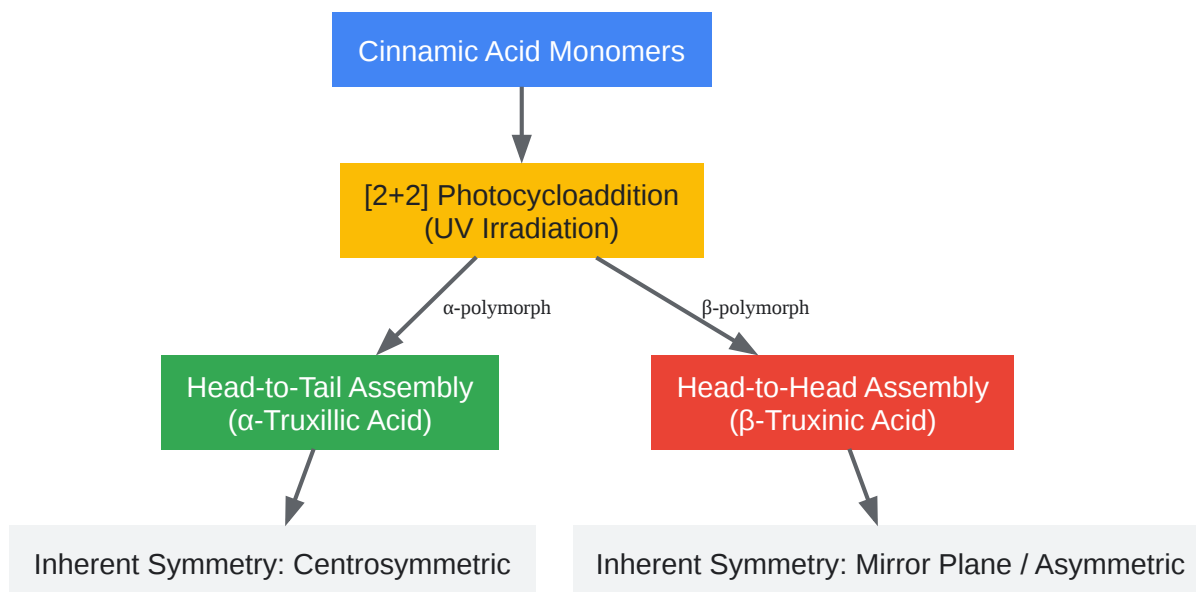 Cinnamic Acid Monomers
[2+2] Photocycloaddition
(UV Irradiation)
α-polymorph
β-polymorph
Head-to-Tail Assembly
(α-Truxillic Acid)
Head-to-Head Assembly
(β-Truxinic Acid)
Inherent Symmetry: Centrosymmetric
Inherent Symmetry: Mirror Plane / Asymmetric